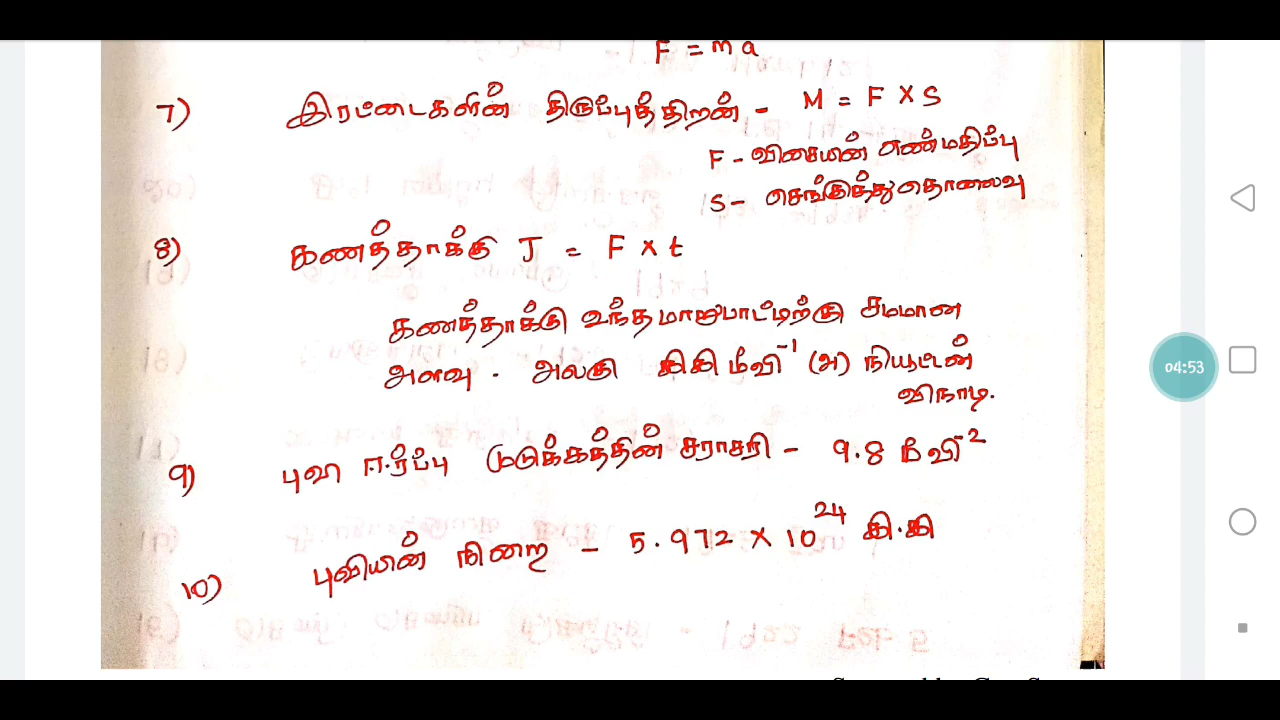 F = ma
7) இரட்டைகளின் திருப்புத்திறன் - M = F X S
F - விசையின் எண்மதிப்பு
S - செங்குத்து தொலைவு
8) கணத்தாக்கு J = F x t
கணத்தாக்கு உந்த மாறுபாட்டிற்கு சமமான
அளவு. அலகு கிகி மீவி⁻¹ (அ) நியூட்டன்
விநாடி.
9) புவி ஈர்ப்பு முடுக்கத்தின் சராசரி - 9.8 மீவி⁻²
10) புவியின் நிறை - 5.972 X 10²⁴ கி.கி
04:53